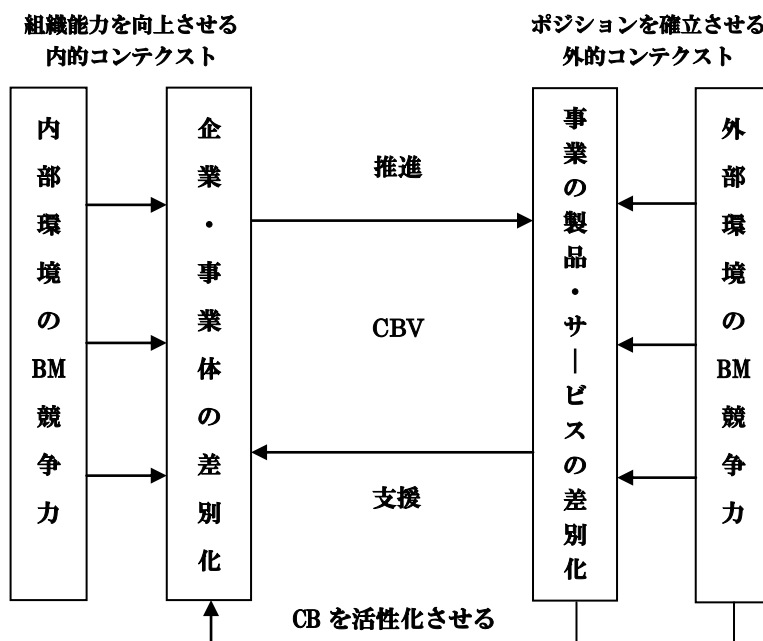 組織能力を向上させる
内的コンテクスト
ポジションを確立させる
外的コンテクスト
内部環境のBM競争力
企業・事業体の差別化
推進
CBV
支援
事業の製品・サービスの差別化
外部環境のBM競争力
CBを活性化させる